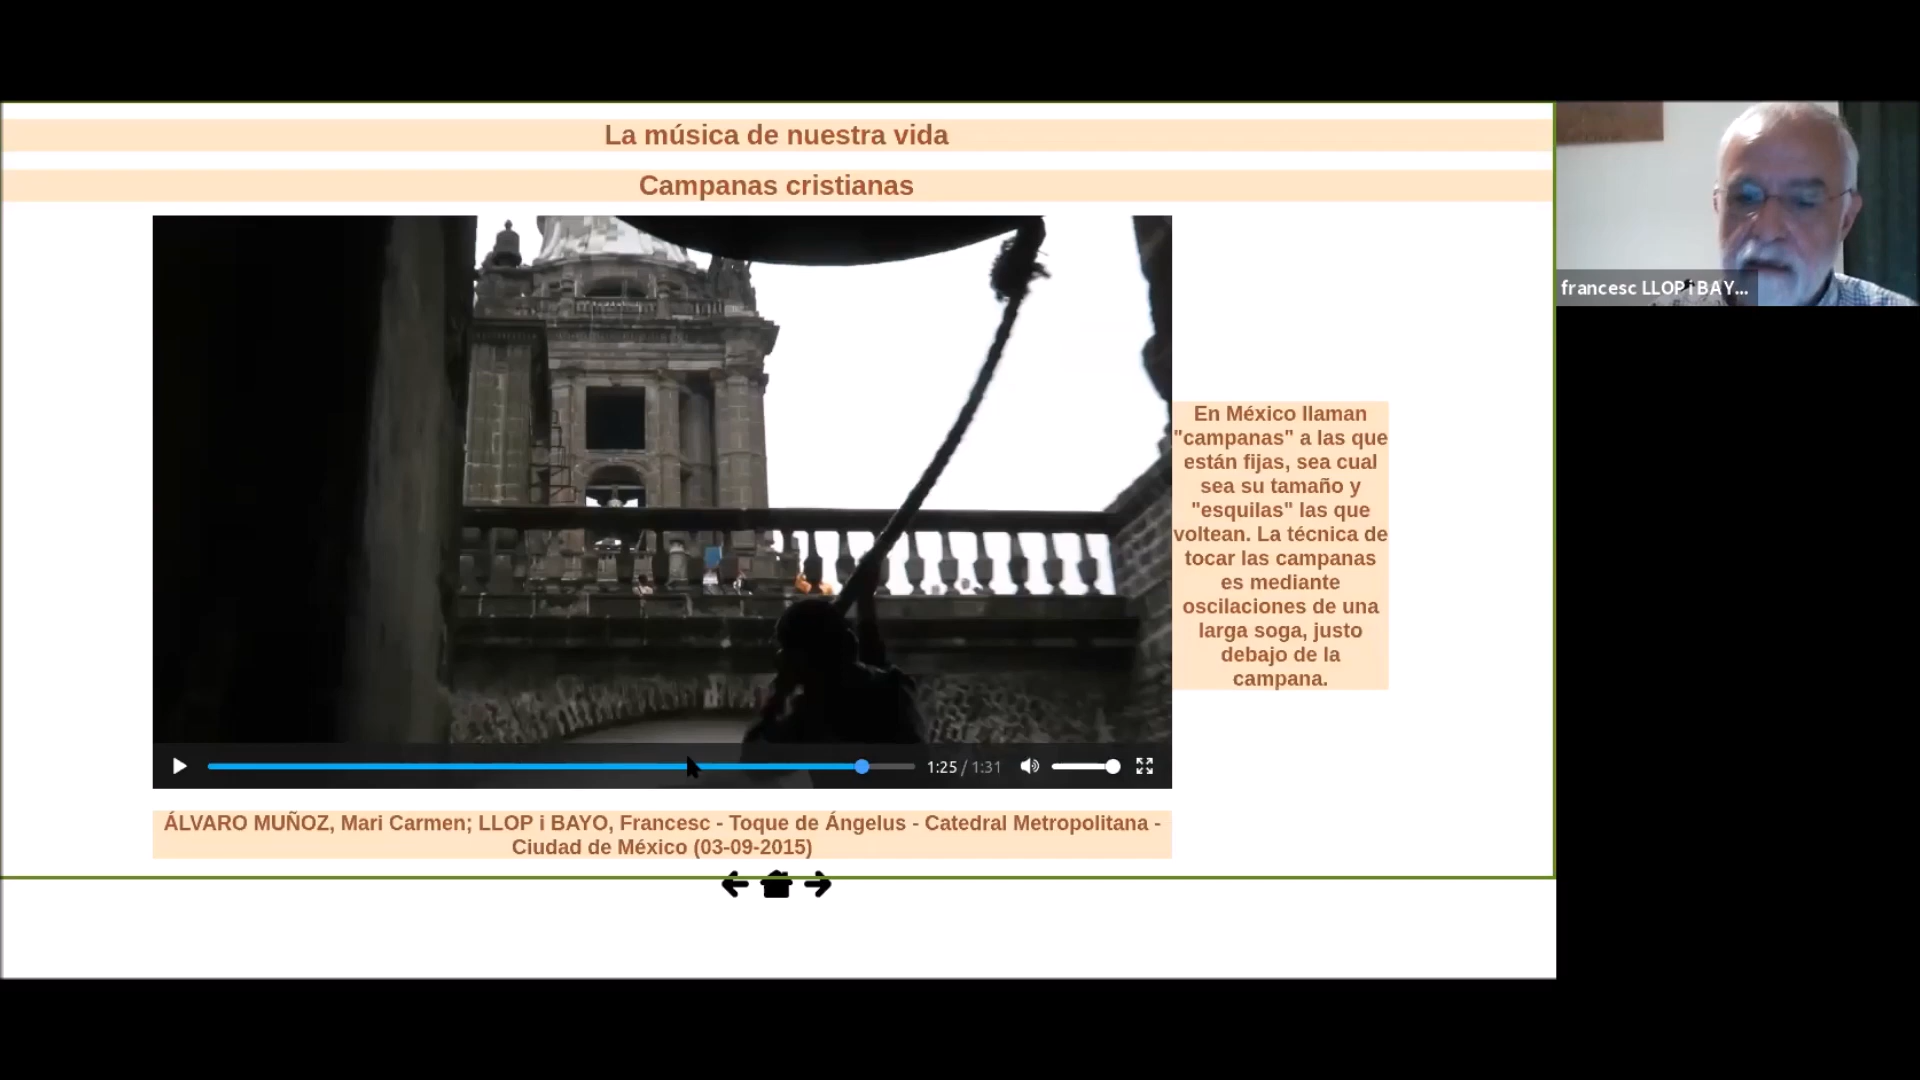 La música de nuestra vida
Campanas cristianas
francesc LLOP i BAY...
En México llaman
"campanas" a las que
están fijas, sea cual
sea su tamaño y
"esquilas" las que
voltean. La técnica de
tocar las campanas
es mediante
oscilaciones de una
larga soga, justo
debajo de la
campana.
1:25 / 1:31
ÁLVARO MUÑOZ, Mari Carmen; LLOP i BAYO, Francesc - Toque de Ángelus - Catedral Metropolitana -
Ciudad de México (03-09-2015)